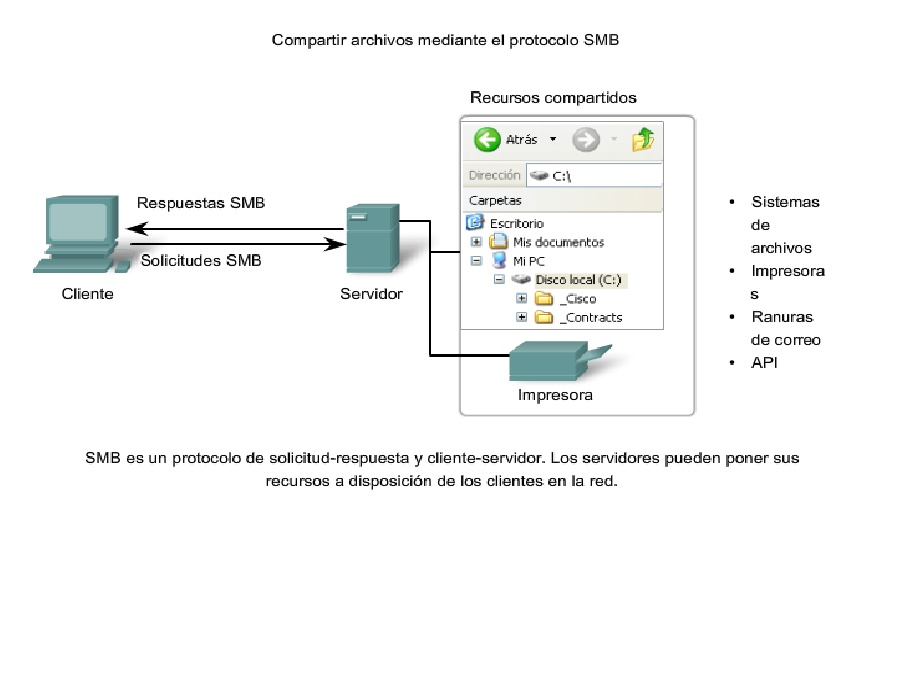 Compartir archivos mediante el protocolo SMB
Recursos compartidos
Atrás
Dirección C:\
Carpetas
Escritorio
Mis documentos
Mi PC
Disco local (C:)
_Cisco
_Contracts
Impresora
Respuestas SMB
Solicitudes SMB
Cliente
Servidor
• Sistemas
de
archivos
• Impresora
s
• Ranuras
de correo
• API
SMB es un protocolo de solicitud-respuesta y cliente-servidor. Los servidores pueden poner sus
recursos a disposición de los clientes en la red.